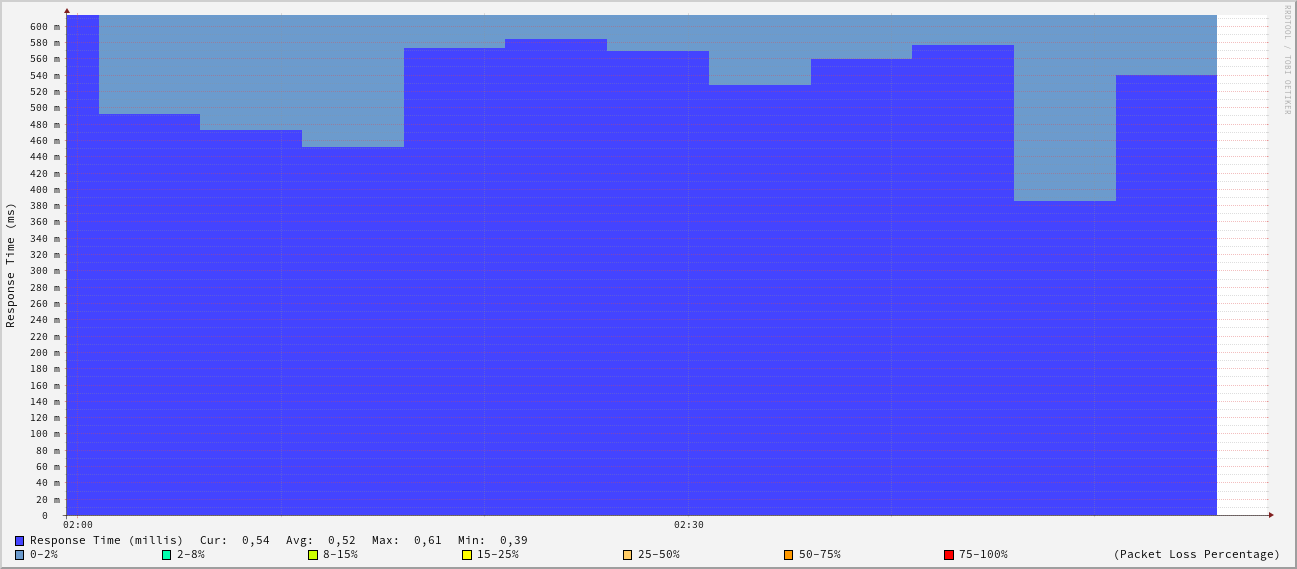 RRDTOOL / TOBI OETIKER
Response Time (ms)
600 m
580 m
560 m
540 m
520 m
500 m
480 m
460 m
440 m
420 m
400 m
380 m
360 m
340 m
320 m
300 m
280 m
260 m
240 m
220 m
200 m
180 m
160 m
140 m
120 m
100 m
80 m
60 m
40 m
20 m
0
02:00 02:30
Response Time (millis) Cur: 0,54 Avg: 0,52 Max: 0,61 Min: 0,39
0-2% 2-8% 8-15% 15-25% 25-50% 50-75% 75-100% (Packet Loss Percentage)